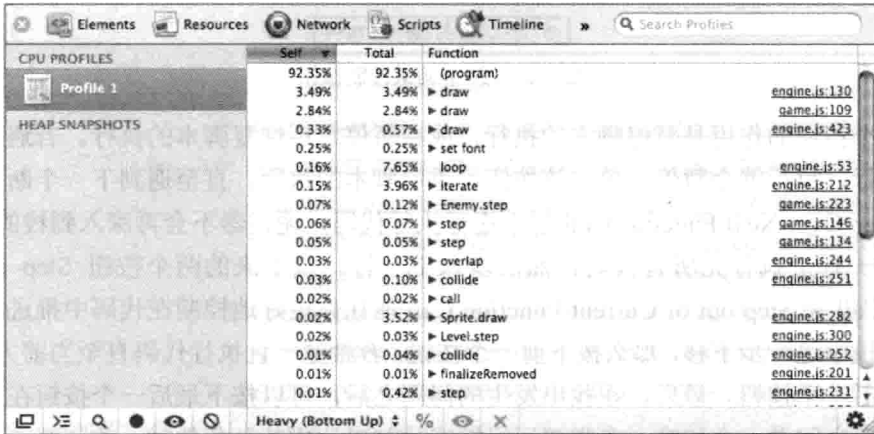 Elements Resources Network Scripts Timeline » Search Profiles
CPU PROFILES
Profile 1
HEAP SNAPSHOTS
Self ▼ Total Function
92.35% 92.35% (program)
3.49% 3.49% ▶ draw engine.js:130
2.84% 2.84% ▶ draw game.js:109
0.33% 0.57% ▶ draw engine.js:423
0.25% 0.25% ▶ set font
0.16% 7.65% loop engine.js:53
0.15% 3.96% ▶ iterate engine.js:212
0.07% 0.12% ▶ Enemy.step game.js:223
0.06% 0.07% ▶ step game.js:146
0.05% 0.05% ▶ step game.js:134
0.03% 0.03% ▶ overlap engine.js:244
0.03% 0.10% ▶ collide engine.js:251
0.02% 0.02% ▶ call
0.02% 3.52% ▶ Sprite.draw engine.js:282
0.02% 0.03% Level.step engine.js:300
0.01% 0.04% ▶ collide engine.js:252
0.01% 0.01% ▶ finalizeRemoved engine.js:201
0.01% 0.42% ▶ step engine.js:231
Heavy (Bottom Up) %